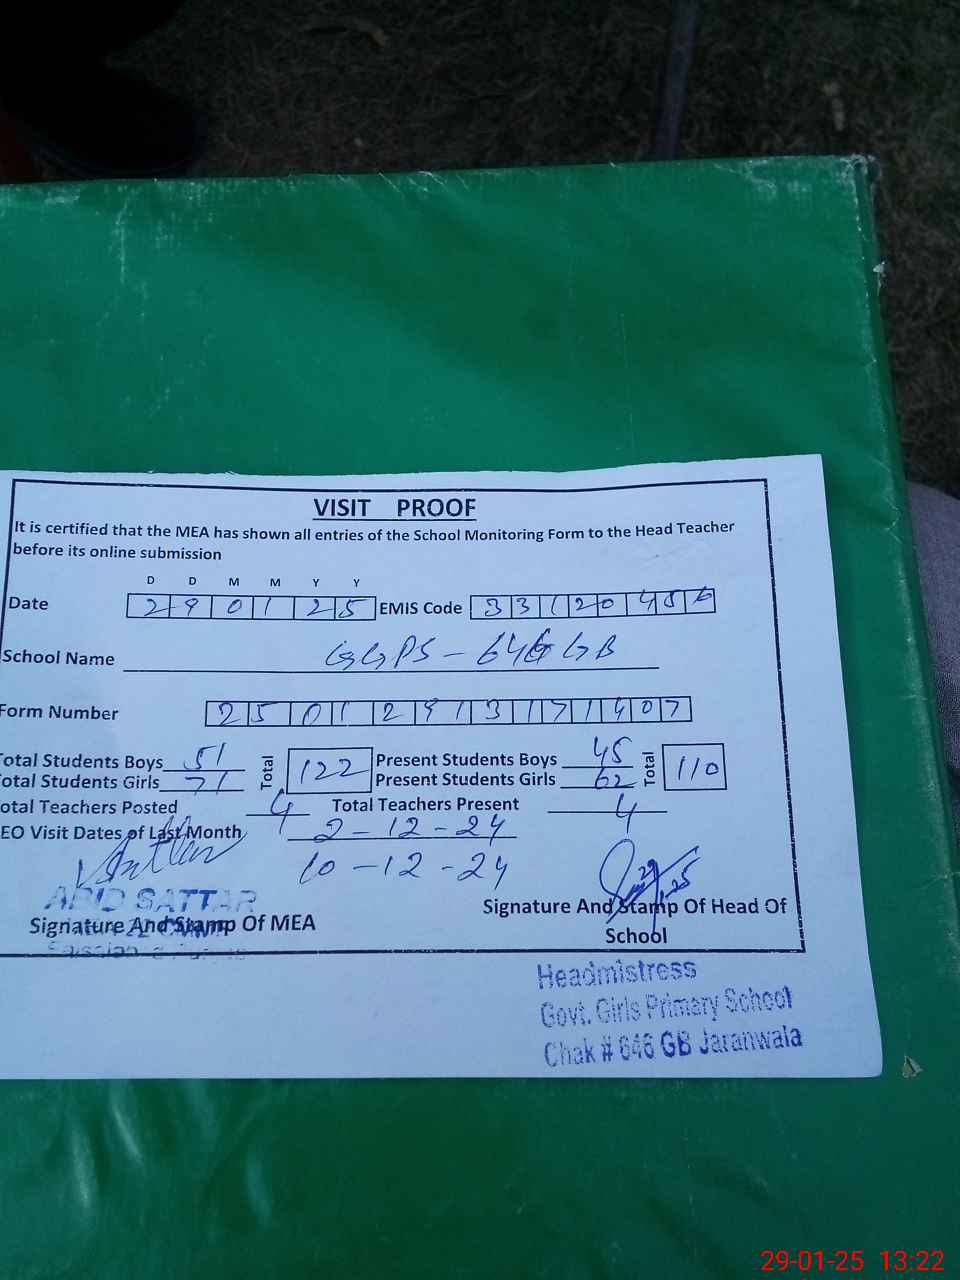 VISIT PROOF
It is certified that the MEA has shown all entries of the School Monitoring Form to the Head Teacher
before its online submission
D D M M Y Y
Date 2 9 0 1 2 5 EMIS Code 3 3 1 2 0 4 5 6
School Name GGPS - 646 GB
Form Number 2 5 0 1 2 9 1 3 1 7 1 4 0 7
Total Students Boys 51 Total 122 Present Students Boys 45 Total 110
Total Students Girls 71 Present Students Girls 62
Total Teachers Posted 4 Total Teachers Present 4
EO Visit Dates of Last Month 2-12-24
10-12-24
ABID SATTAR
Signature And Stamp Of MEA
Signature And Stamp Of Head Of
School
Headmistress
Govt. Girls Primary School
Chak # 646 GB Jaranwala
29-01-25 13:22